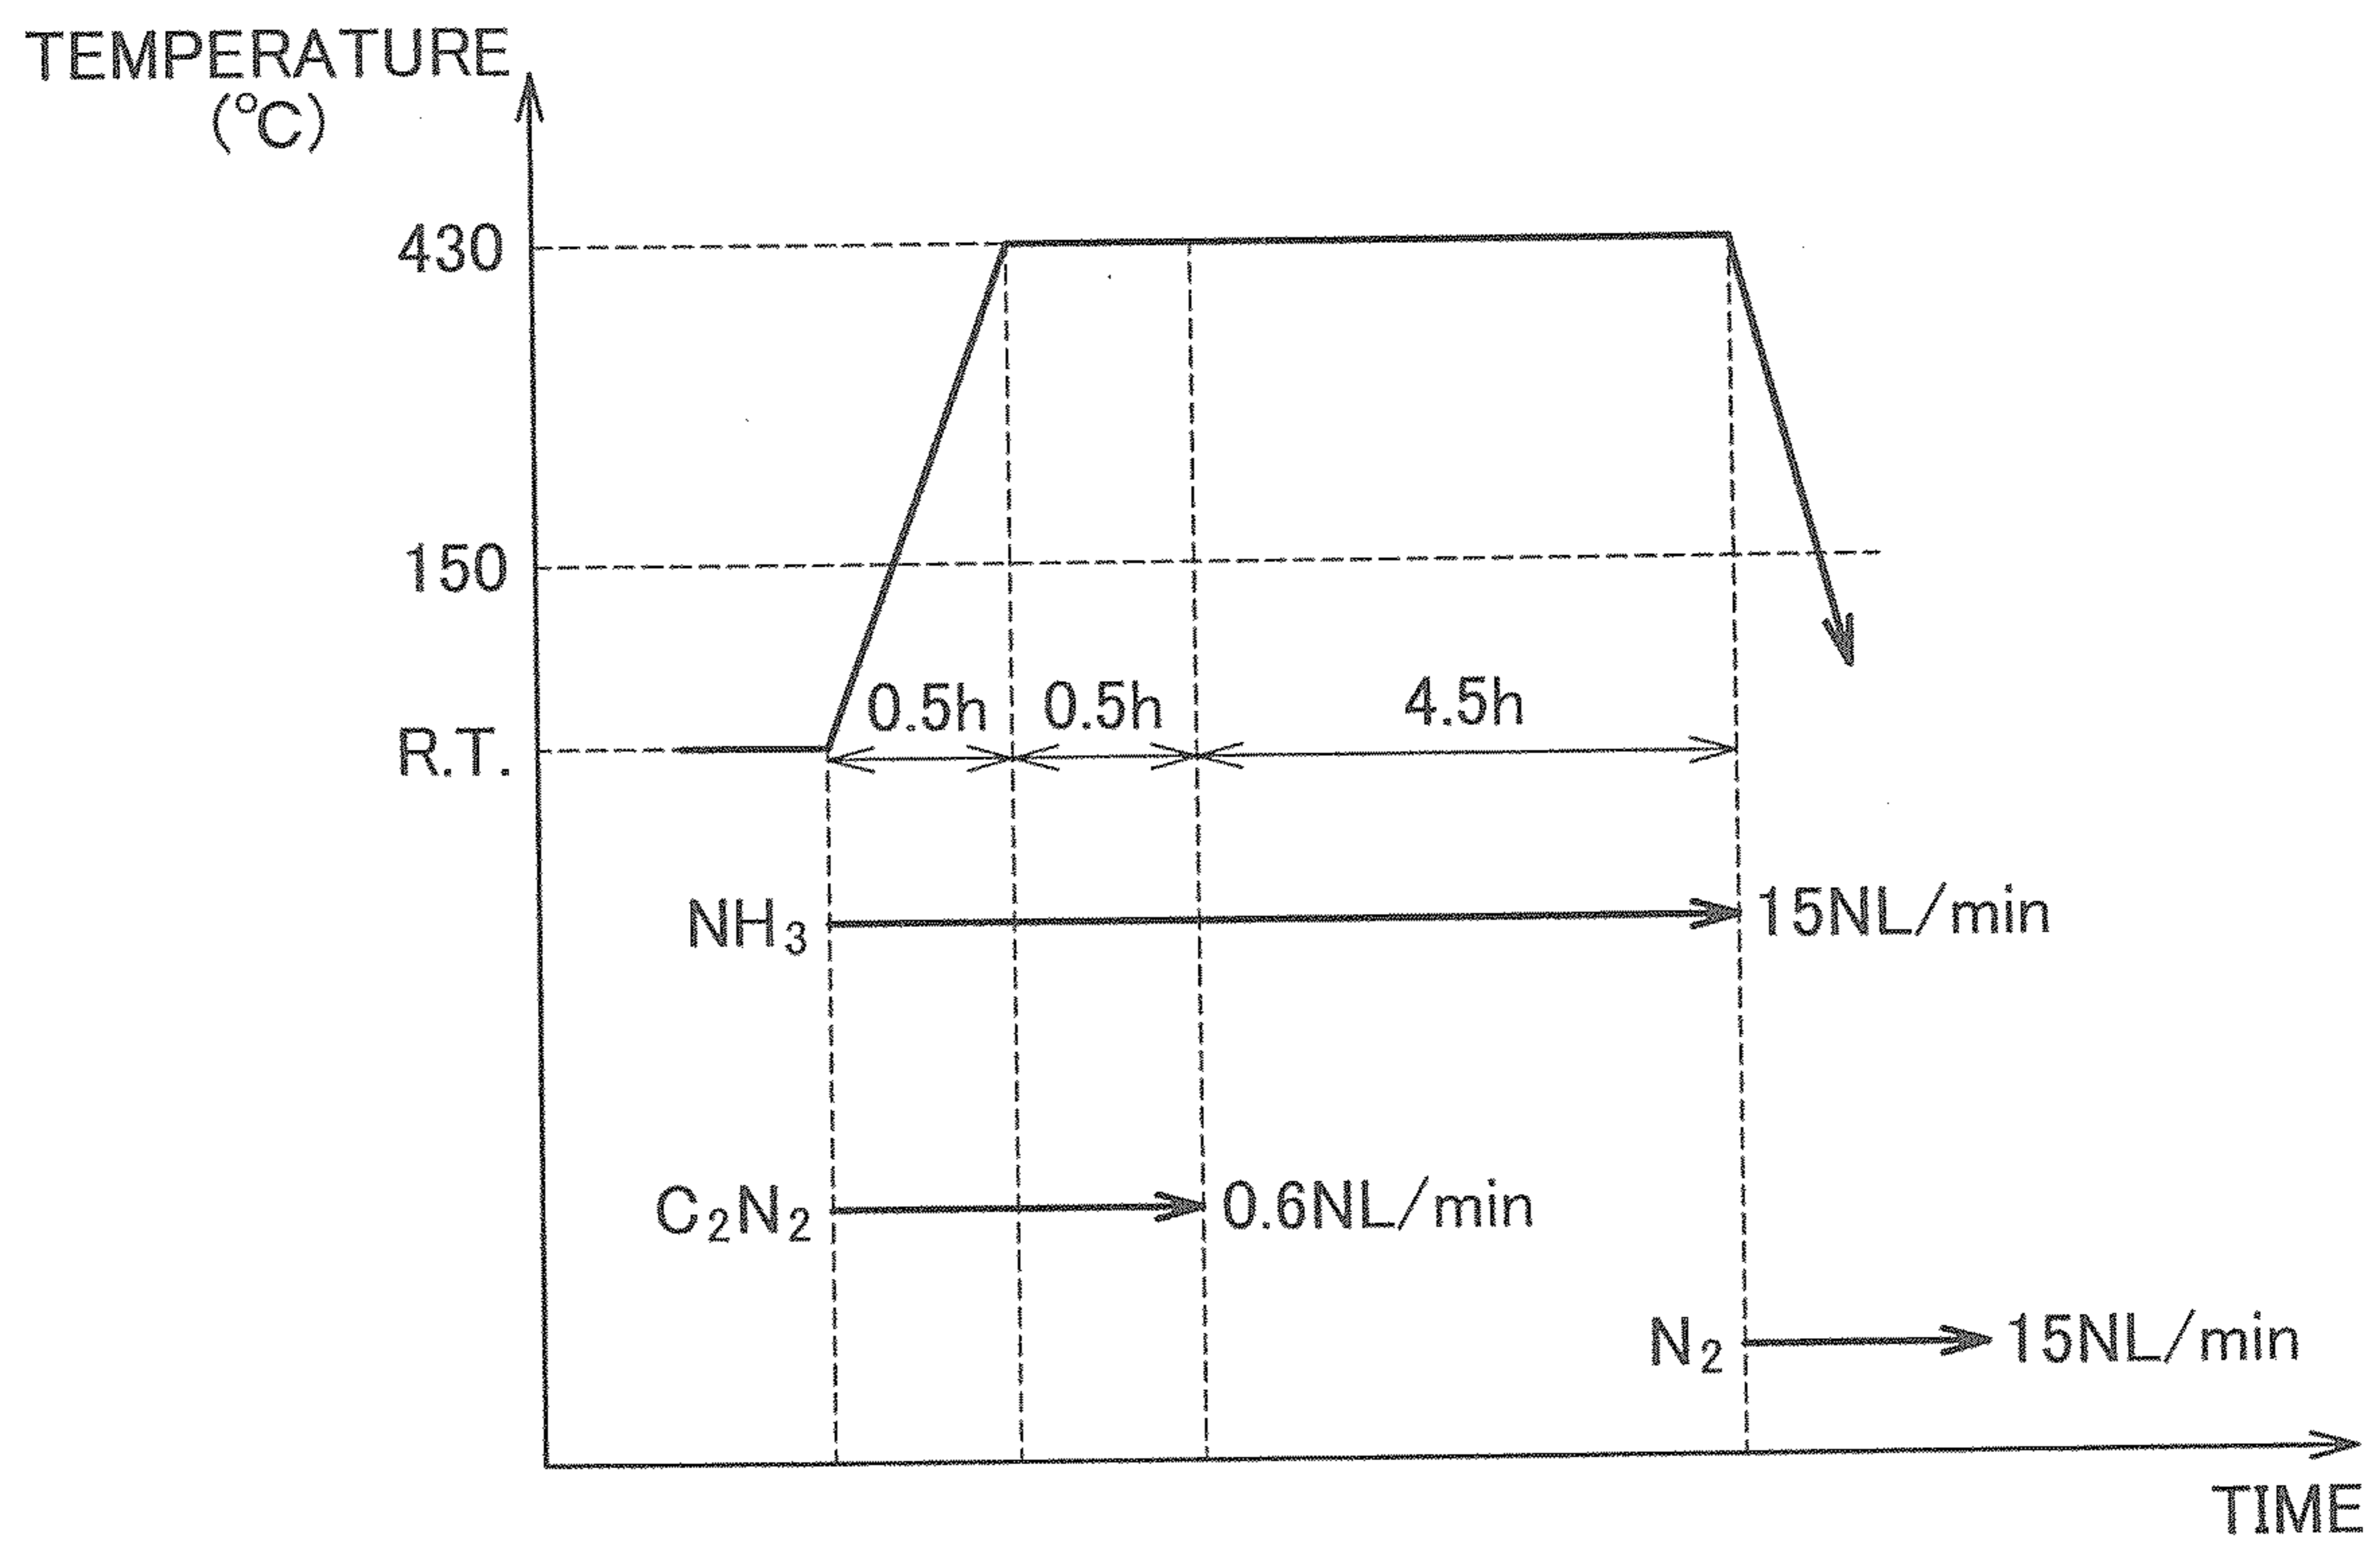 TEMPERATURE
(°C)
430
150
R.T.
0.5h
0.5h
4.5h
NH3
15NL/min
C2N2
0.6NL/min
N2
15NL/min
TIME